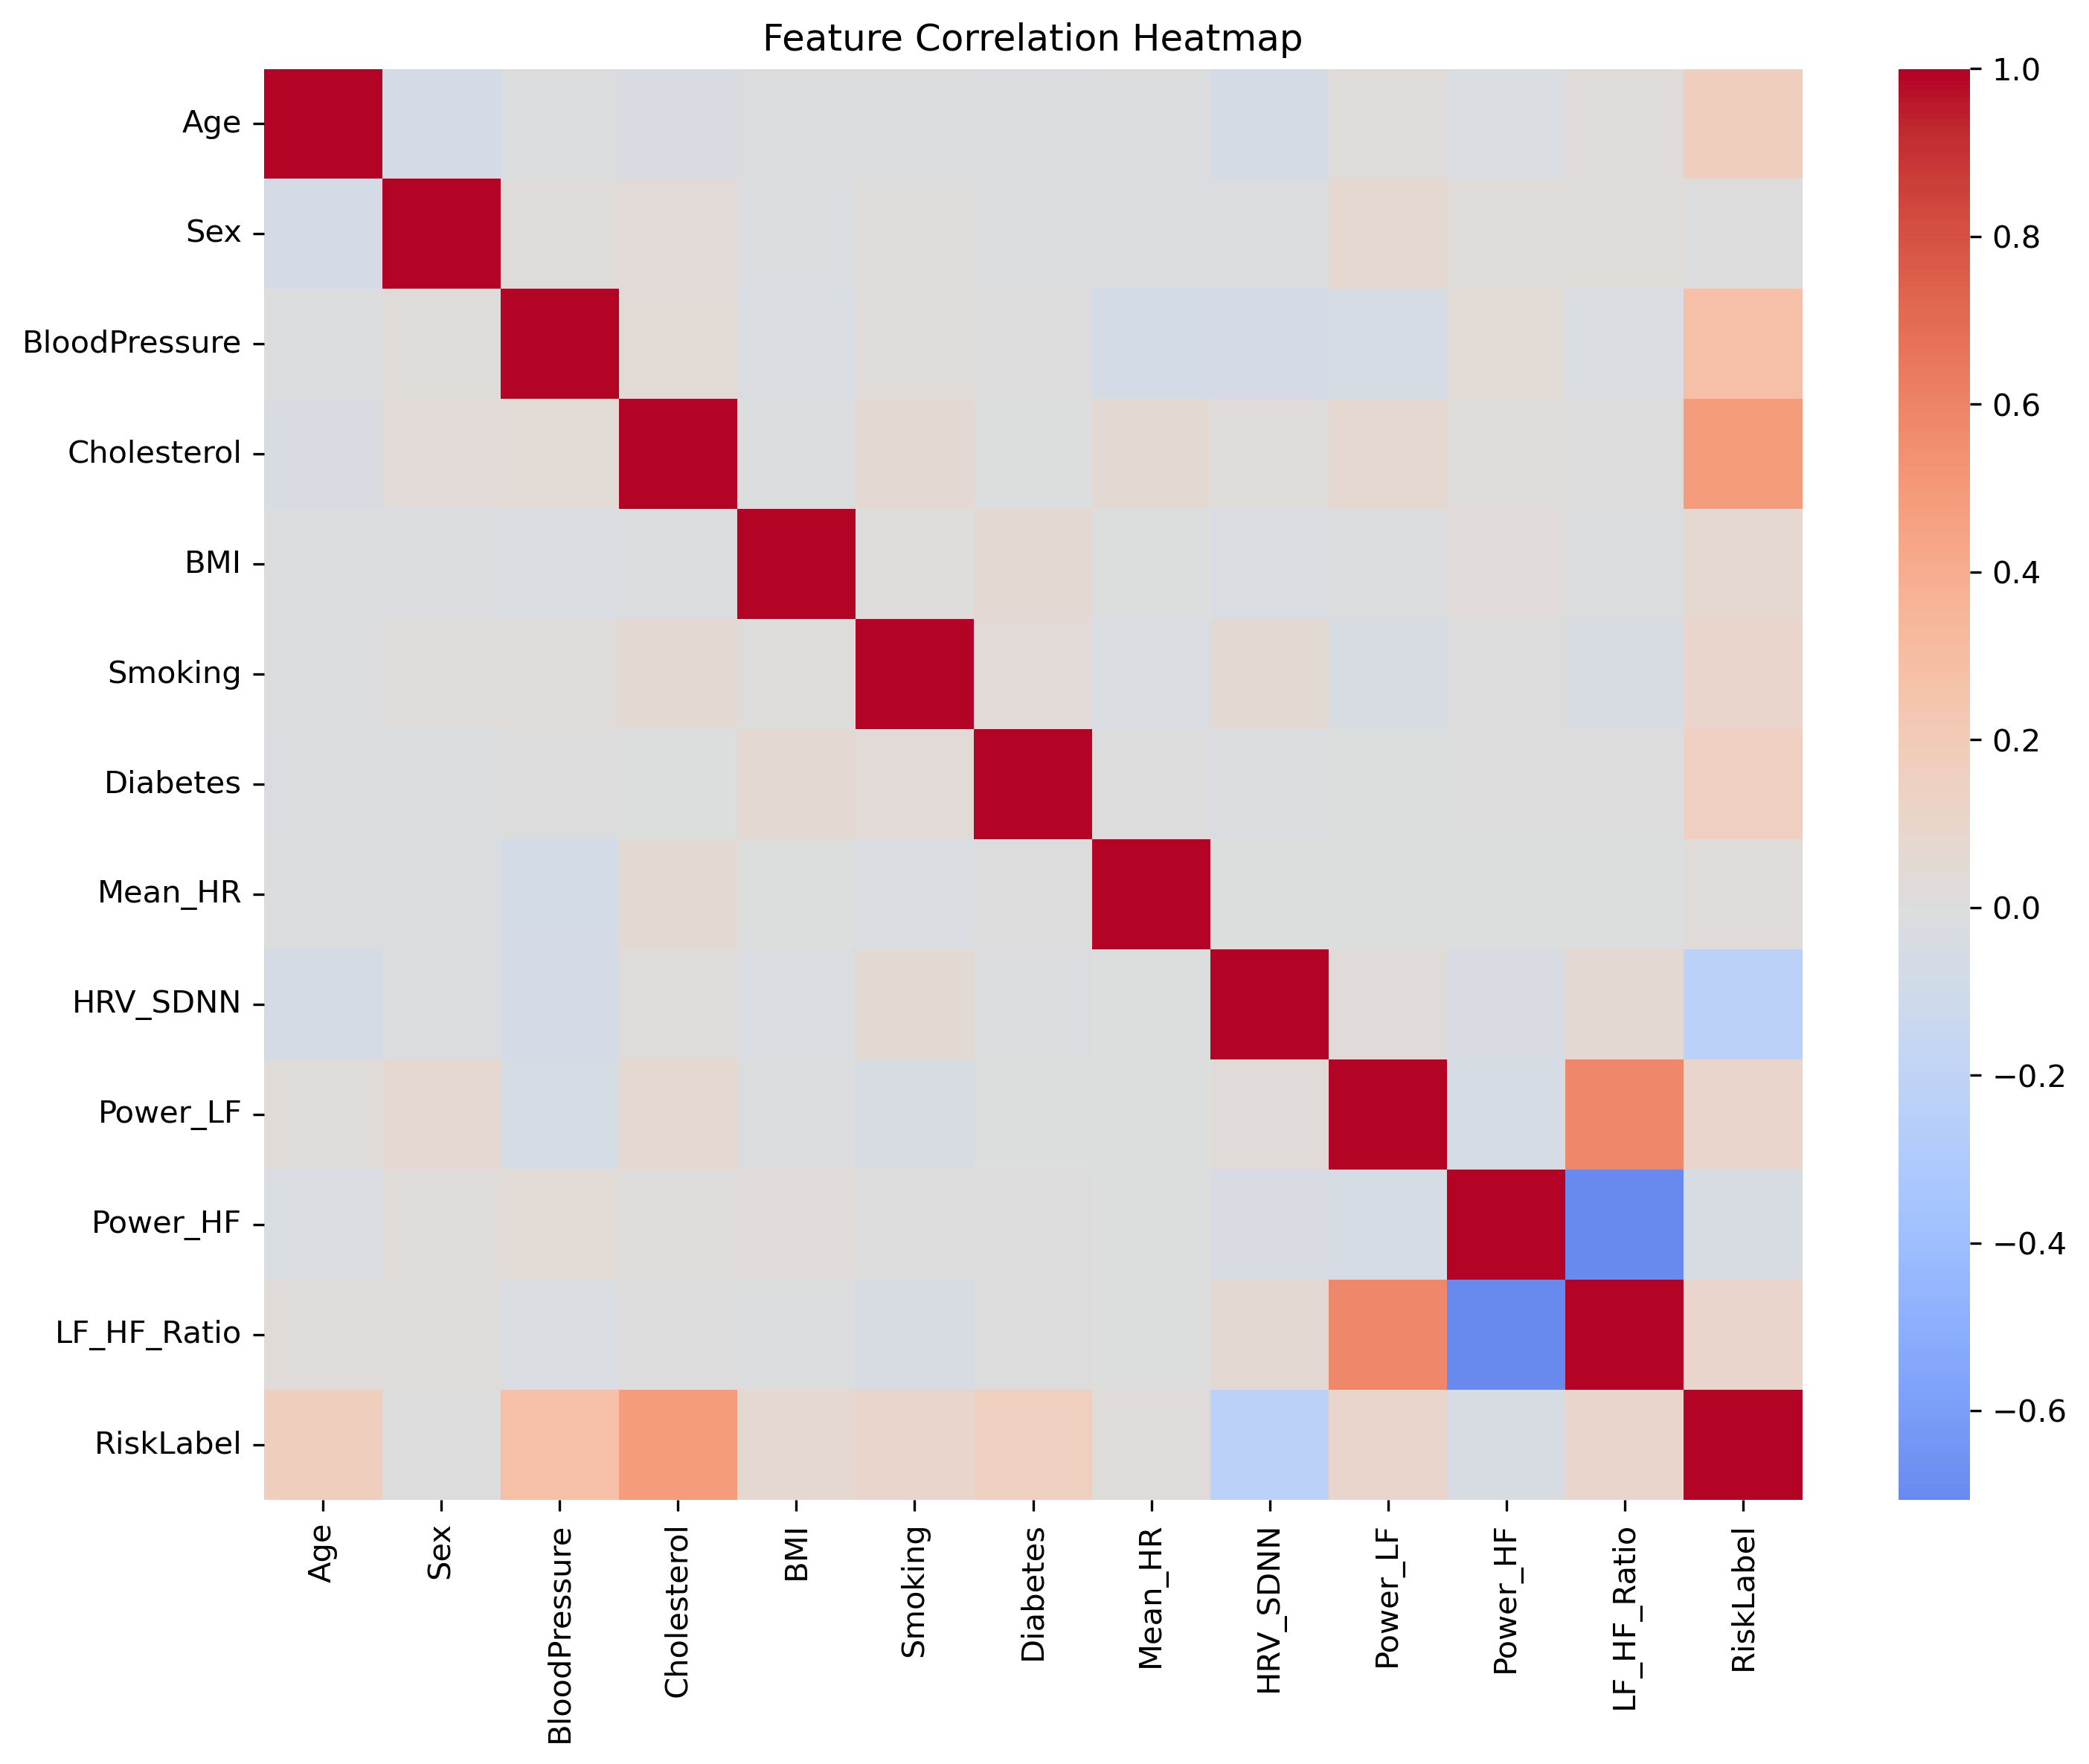 Feature Correlation Heatmap
Age
Sex
BloodPressure
Cholesterol
BMI
Smoking
Diabetes
Mean_HR
HRV_SDNN
Power_LF
Power_HF
LF_HF_Ratio
RiskLabel
Age
Sex
BloodPressure
Cholesterol
BMI
Smoking
Diabetes
Mean_HR
HRV_SDNN
Power_LF
Power_HF
LF_HF_Ratio
RiskLabel
1.0
0.8
0.6
0.4
0.2
0.0
−0.2
−0.4
−0.6